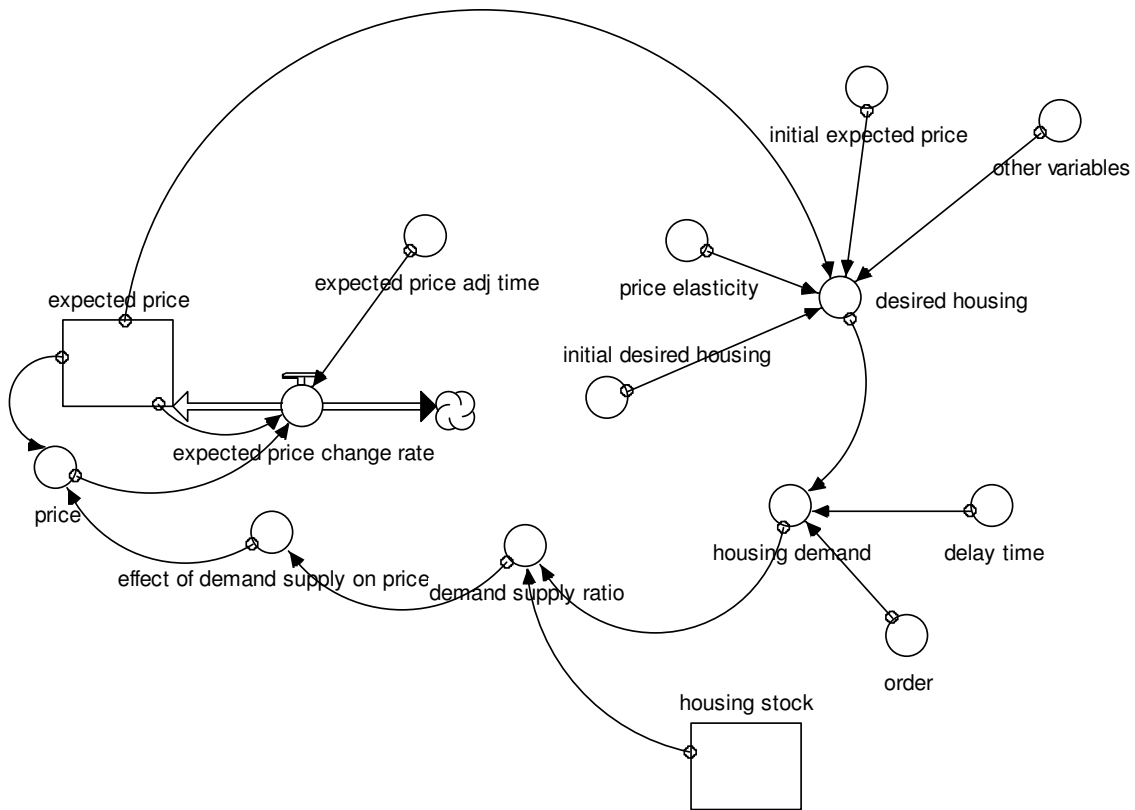 initial expected price
other variables
expected price adj time
price elasticity
expected price
desired housing
initial desired housing
expected price change rate
price
housing demand
delay time
effect of demand supply on price
demand supply ratio
order
housing stock